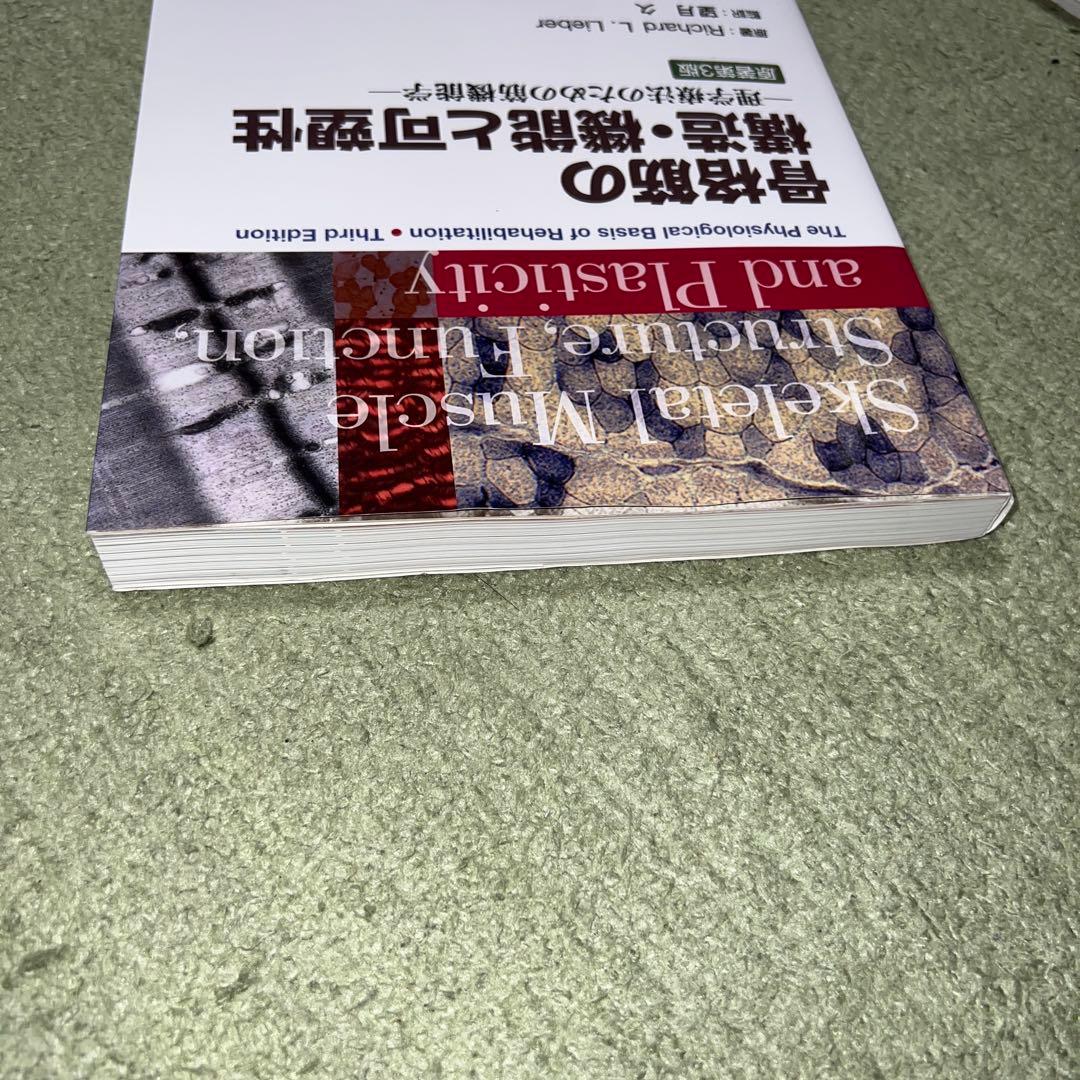 Skeletal Muscle
Structure, Function,
and Plasticity
The Physiological Basis of Rehabilitation • Third Edition
骨格筋の
構造・機能と可塑性
―理学療法のための筋機能学―
原著第3版
原著：Richard L. Lieber
監訳：望月 久